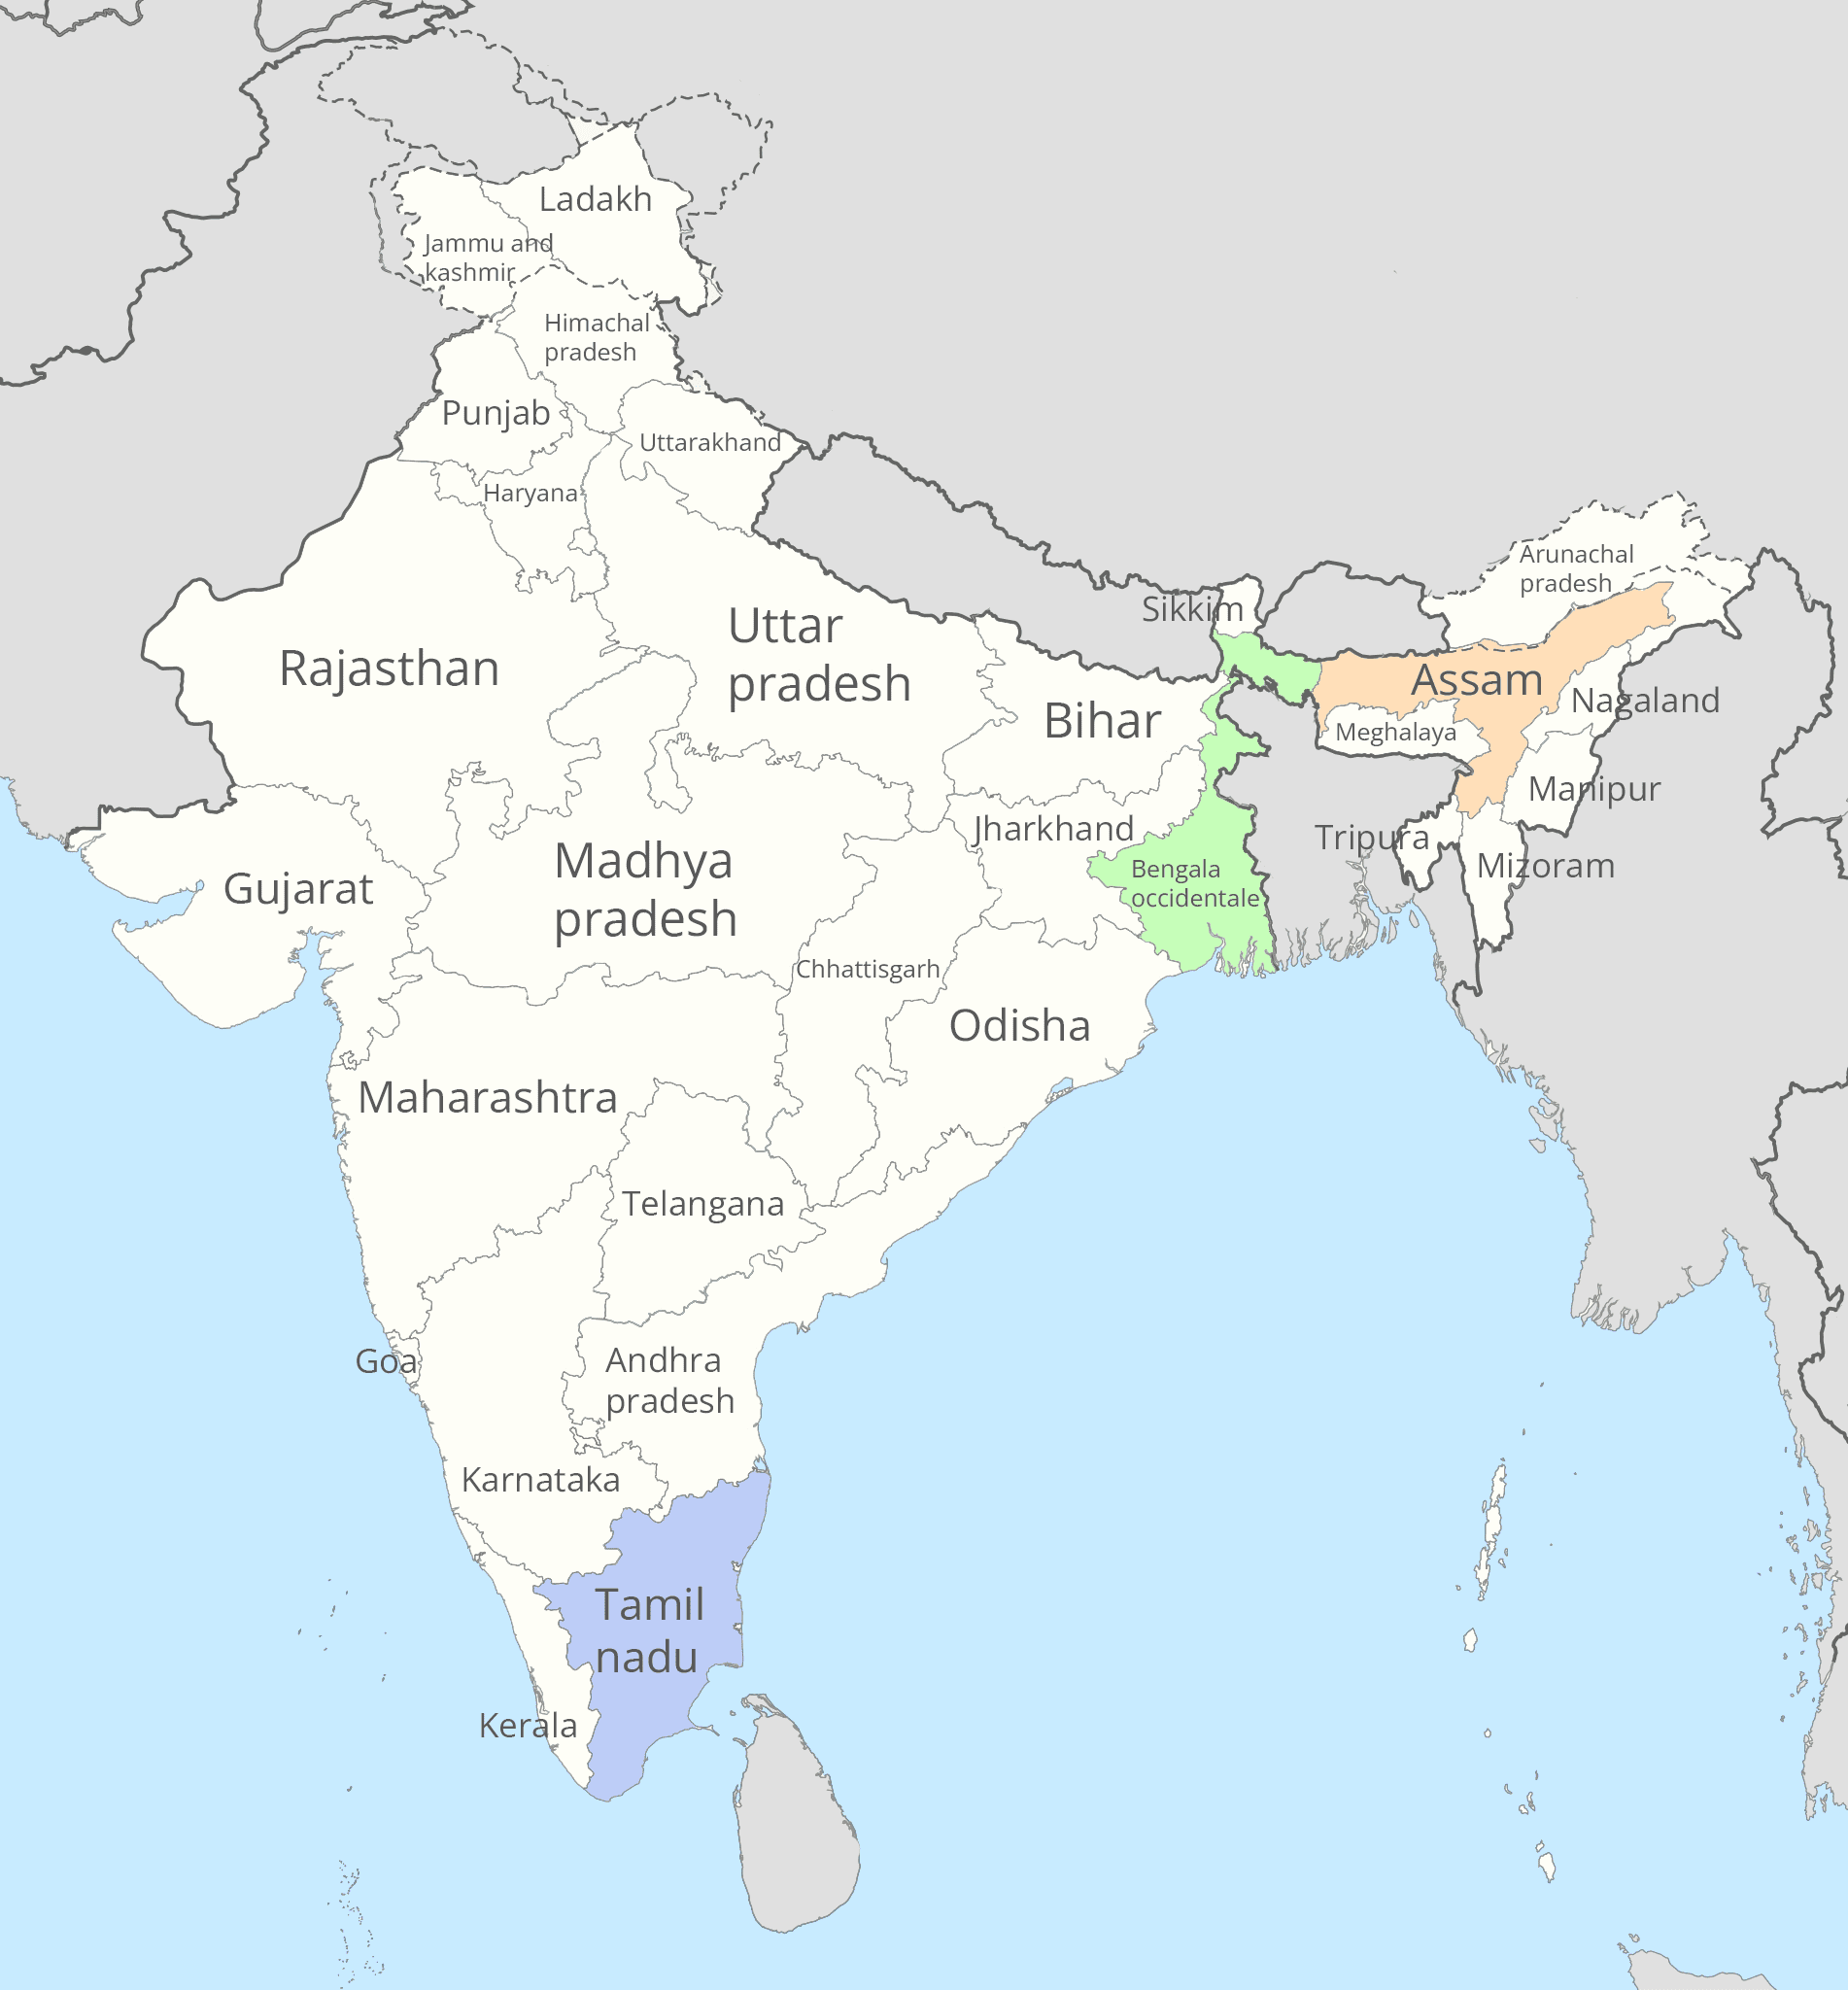 Ladakh
Jammu and
kashmir
Himachal
pradesh
Punjab
Uttarakhand
Haryana
Arunachal
pradesh
Sikkim
Uttar
pradesh
Rajasthan
Assam
Nagaland
Bihar
Meghalaya
Manipur
Jharkhand
Tripura
Mizoram
Madhya
pradesh
Gujarat
Bengala
occidentale
Chhattisgarh
Odisha
Maharashtra
Telangana
Goa
Andhra
pradesh
Karnataka
Tamil
nadu
Kerala